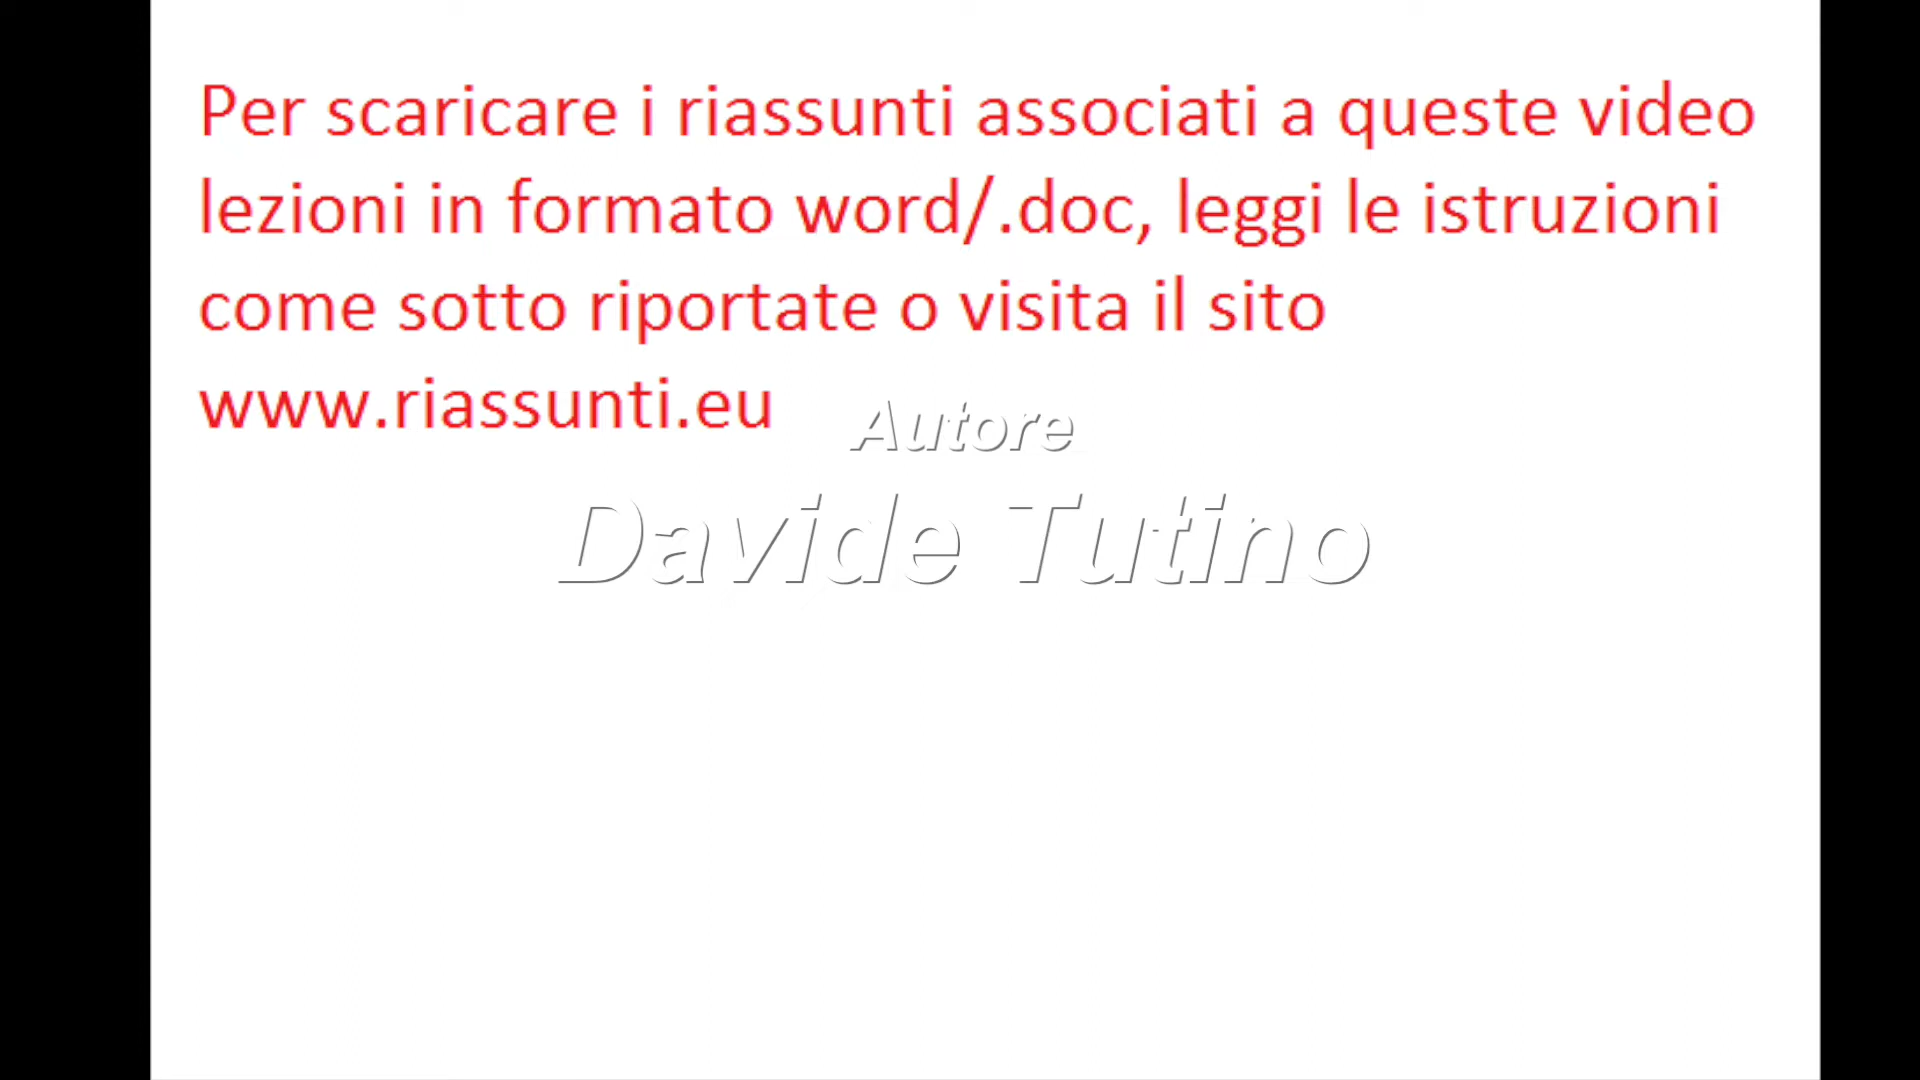 Per scaricare i riassunti associati a queste video
lezioni in formato word/.doc, leggi le istruzioni
come sotto riportate o visita il sito
www.riassunti.eu
Autore
Davide Tutino